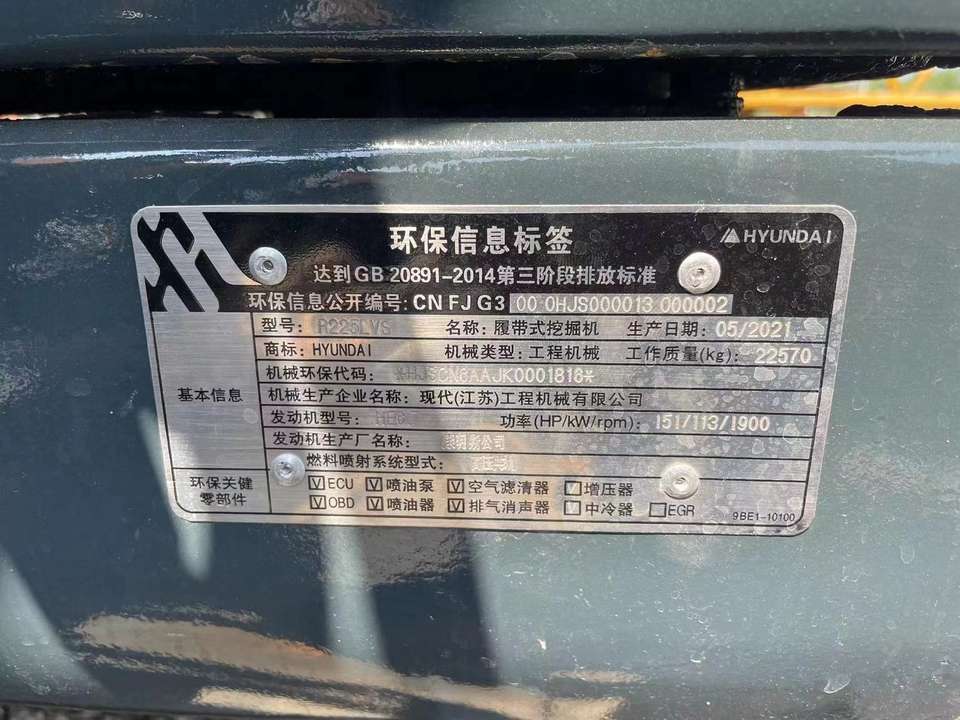 环保信息标签
HYUNDAI
达到GB 20891-2014第三阶段排放标准
环保信息公开编号: CN FJ G3 00 0HJS000013 000002
基本信息
型号: R225LVS 名称: 履带式挖掘机 生产日期: 05/2021
商标: HYUNDAI 机械类型: 工程机械 工作质量(kg): 22570
机械环保代码:
机械生产企业名称: 现代(江苏)工程机械有限公司
发动机型号: 功率(HP/kW/rpm): 151/113/1900
发动机生产厂名称:
燃料喷射系统型式:
环保关健零部件
ECU 喷油泵 空气滤清器 增压器
OBD 喷油器 排气消声器 中冷器 EGR
9BE1-10100